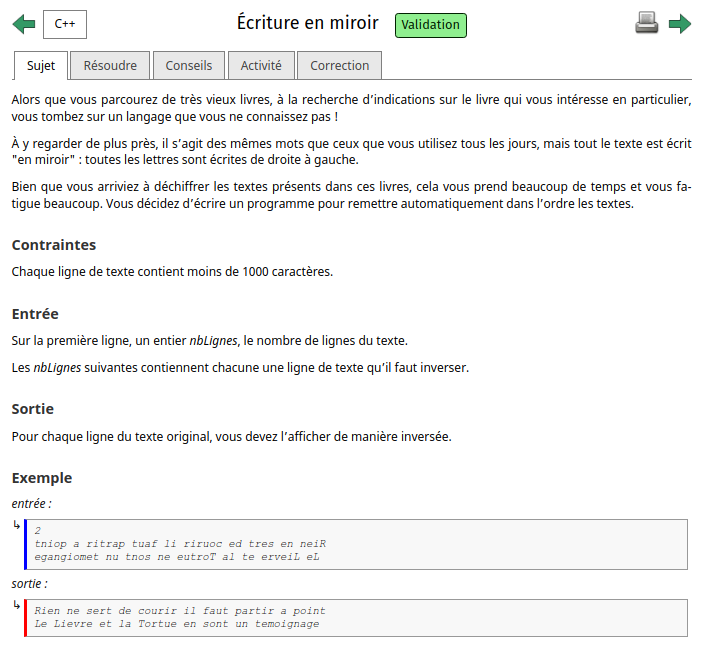 C++
Écriture en miroir
Validation
Sujet
Résoudre
Conseils
Activité
Correction
Alors que vous parcourez de très vieux livres, à la recherche d'indications sur le livre qui vous intéresse en particulier,
vous tombez sur un langage que vous ne connaissez pas !
À y regarder de plus près, il s'agit des mêmes mots que ceux que vous utilisez tous les jours, mais tout le texte est écrit
"en miroir" : toutes les lettres sont écrites de droite à gauche.
Bien que vous arriviez à déchiffrer les textes présents dans ces livres, cela vous prend beaucoup de temps et vous fa-
tigue beaucoup. Vous décidez d'écrire un programme pour remettre automatiquement dans l'ordre les textes.
Contraintes
Chaque ligne de texte contient moins de 1000 caractères.
Entrée
Sur la première ligne, un entier nbLignes, le nombre de lignes du texte.
Les nbLignes suivantes contiennent chacune une ligne de texte qu'il faut inverser.
Sortie
Pour chaque ligne du texte original, vous devez l'afficher de manière inversée.
Exemple
entrée :
2
tniop a ritrap tuaf li riruoc ed tres en neiR
egangiomet nu tnos ne eutroT al te erveiL eL
sortie :
Rien ne sert de courir il faut partir a point
Le Lievre et la Tortue en sont un temoignage